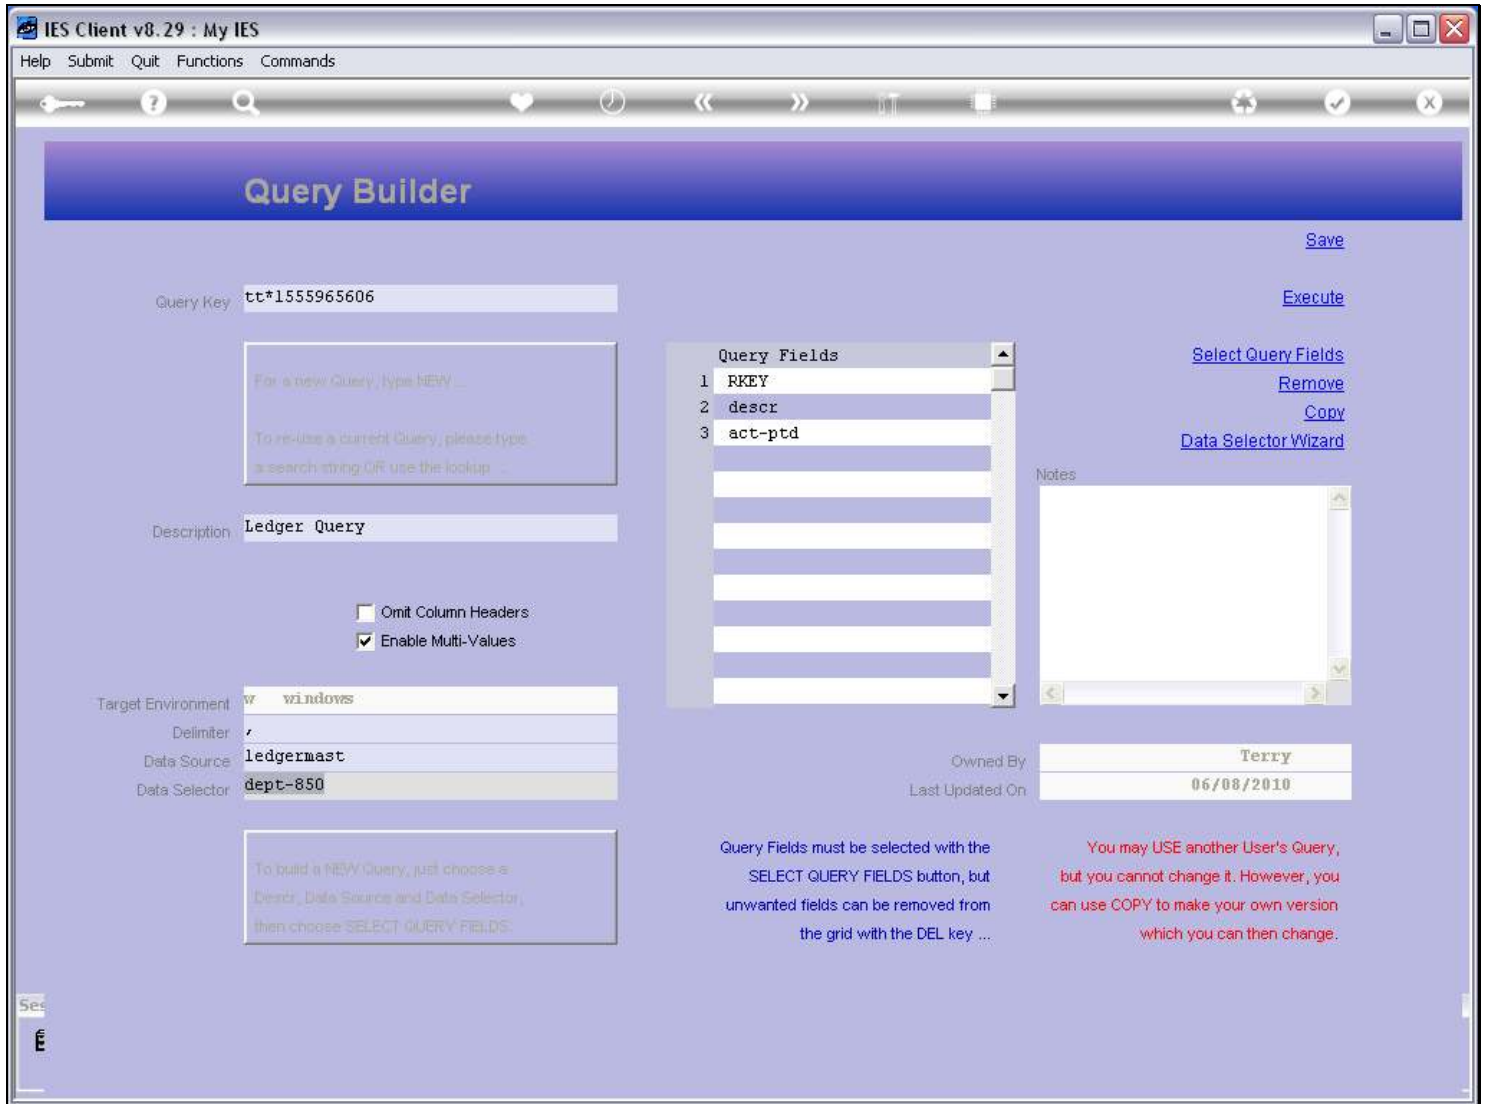 IES Client v8.29 : My IES
Help Submit Quit Functions Commands
Query Builder
Save
Query Key tt*1555965606
Execute
For a new Query, type NEW ...
To re-use a current Query, please type
a search string OR use the lookup ...
Query Fields
1 RKEY
2 descr
3 act-ptd
Select Query Fields
Remove
Copy
Data Selector Wizard
Notes
Description Ledger Query
Omit Column Headers
Enable Multi-Values
Target Environment w windows
Delimiter ,
Data Source ledgermast
Data Selector dept-850
Owned By Terry
Last Updated On 06/08/2010
To build a NEW Query, just choose a
Descr, Data Source and Data Selector,
then choose SELECT QUERY FIELDS.
Query Fields must be selected with the
SELECT QUERY FIELDS button, but
unwanted fields can be removed from
the grid with the DEL key ...
You may USE another User's Query,
but you cannot change it. However, you
can use COPY to make your own version
which you can then change.
Ses